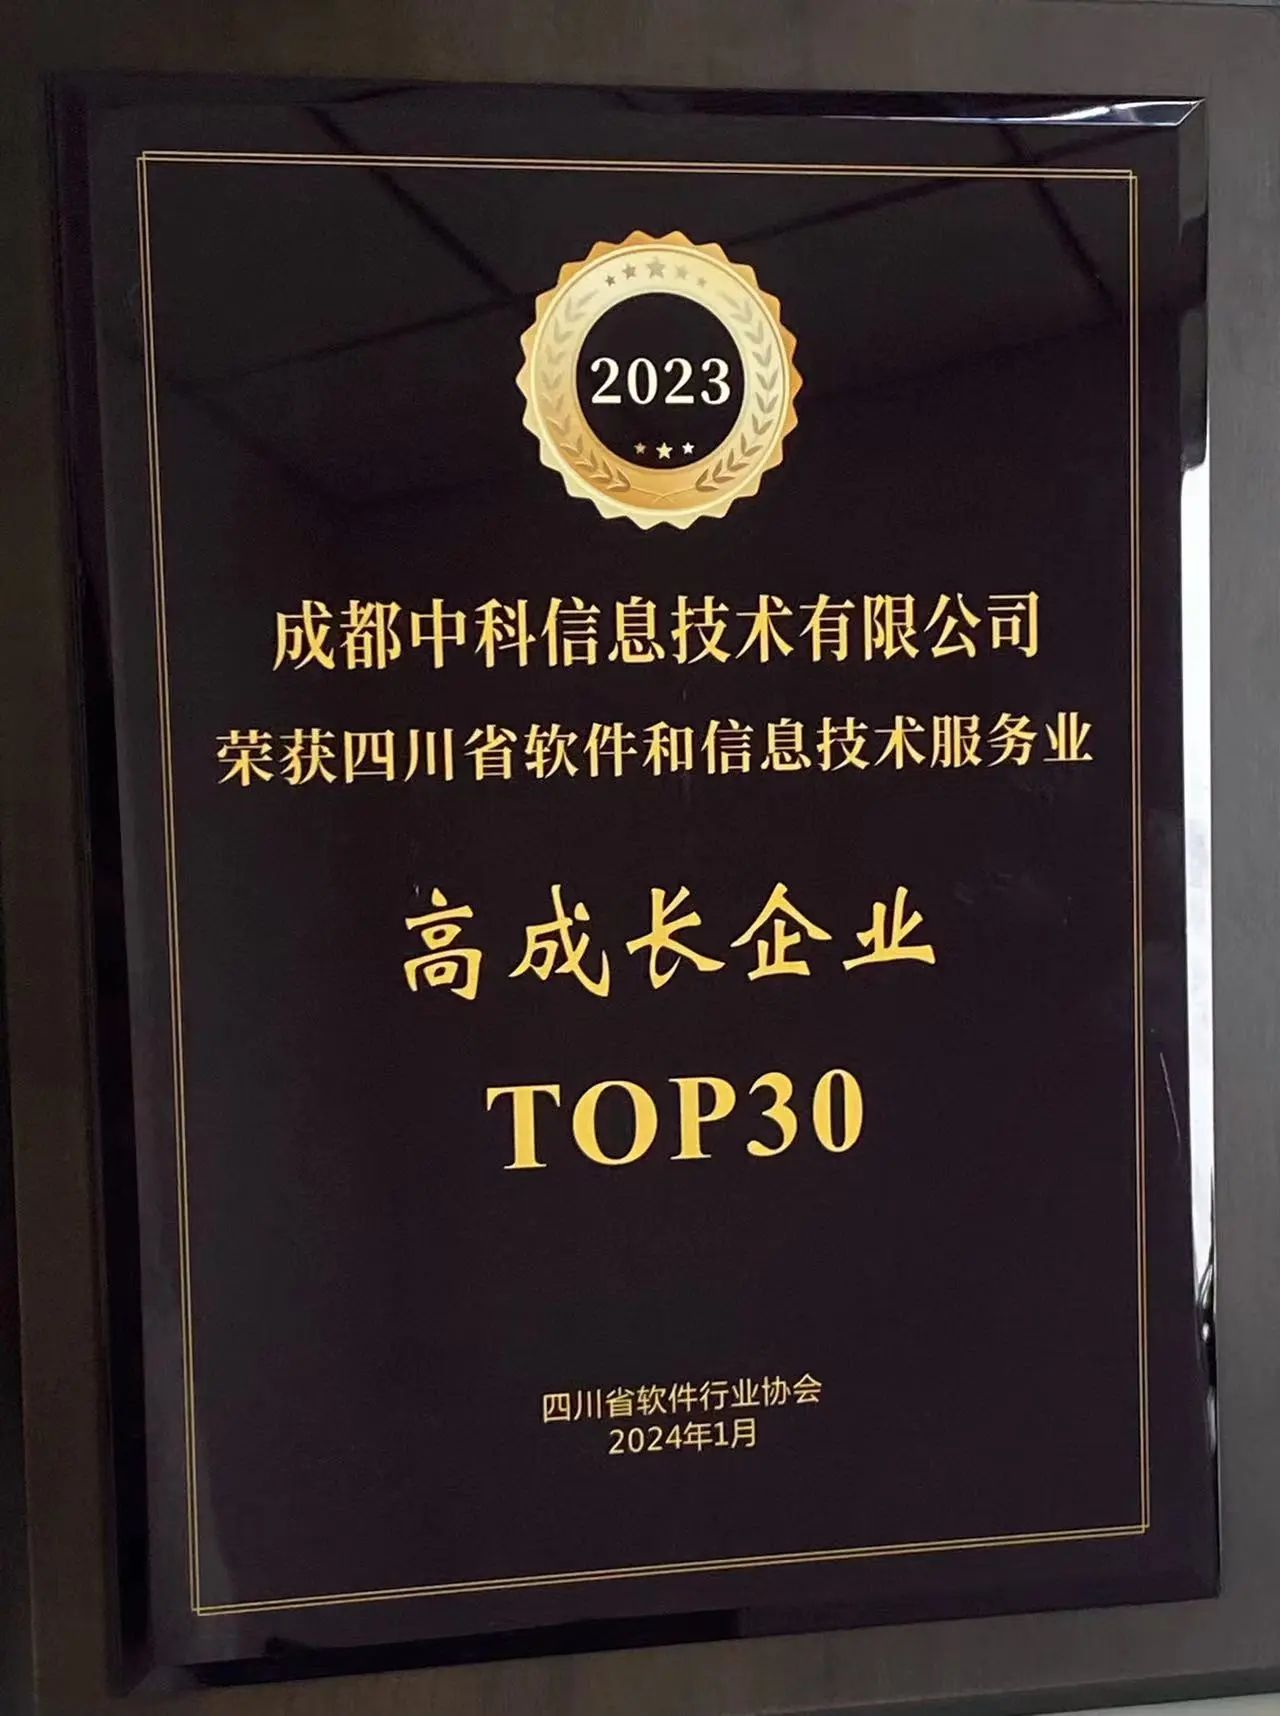 2023
成都中科信息技术有限公司
荣获四川省软件和信息技术服务业
高成长企业
TOP30
四川省软件行业协会
2024年1月